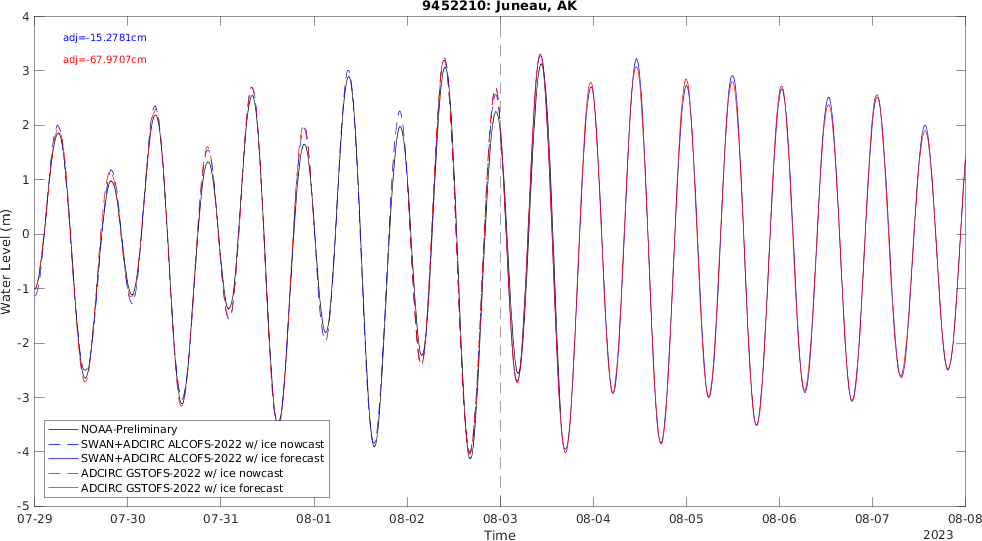 9452210: Juneau, AK
adj=-15.2781cm
adj=-67.9707cm
4
3
2
1
0
-1
-2
-3
-4
-5
Water Level (m)
NOAA-Preliminary
SWAN+ADCIRC ALCOFS-2022 w/ ice nowcast
SWAN+ADCIRC ALCOFS-2022 w/ ice forecast
ADCIRC GSTOFS-2022 w/ ice nowcast
ADCIRC GSTOFS-2022 w/ ice forecast
07-29 07-30 07-31 08-01 08-02 08-03 08-04 08-05 08-06 08-07 08-08
Time
2023